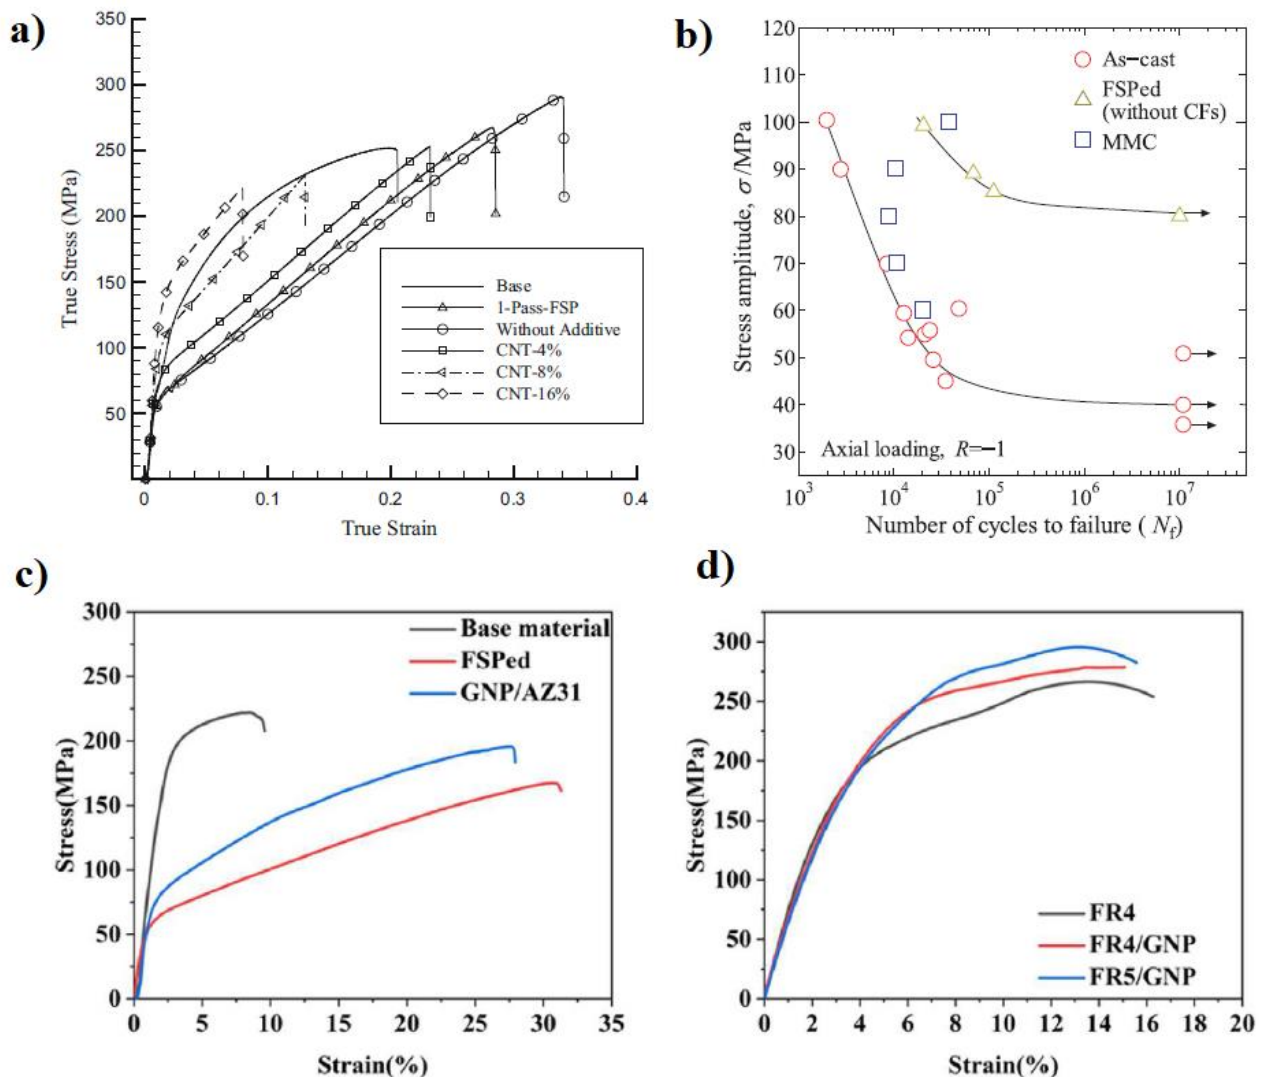 a)
350
300
250
200
150
100
50
0
0.1
0.2
0.3
0.4
True Stress (MPa)
True Strain
Base
1-Pass-FSP
Without Additive
CNT-4%
CNT-8%
CNT-16%
b)
120
110
100
90
80
70
60
50
40
30
10³
10⁴
10⁵
10⁶
10⁷
Stress amplitude, σ /MPa
Number of cycles to failure ( Nf)
As−cast
FSPed
(without CFs)
MMC
Axial loading, R=−1
c)
300
250
200
150
100
50
0
0
5
10
15
20
25
30
35
Stress(MPa)
Strain(%)
Base material
FSPed
GNP/AZ31
d)
300
250
200
150
100
50
0
0
2
4
6
8
10
12
14
16
18
20
Stress(MPa)
Strain(%)
FR4
FR4/GNP
FR5/GNP